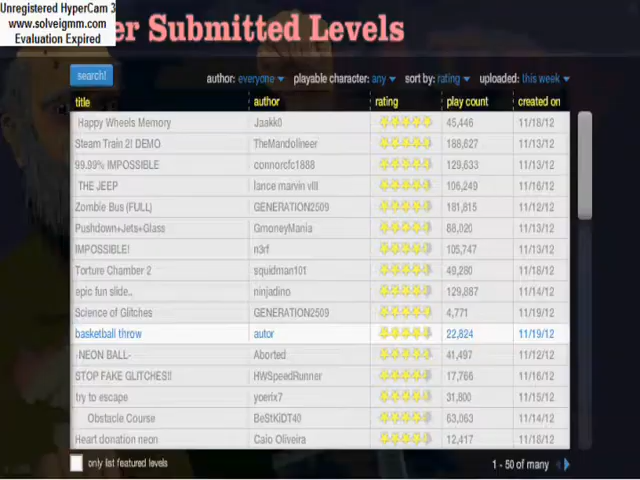 Unregistered HyperCam 3
www.solveigmm.com
Evaluation Expired
er Submitted Levels
search!
author: everyone playable character: any sort by: rating uploaded: this week
title author rating play count created on
Happy Wheels Memory Jaakk0 45,446 11/18/12
Steam Train 2! DEMO TheMandolineer 188,627 11/13/12
99.99% IMPOSSIBLE connorcfc1888 129,633 11/13/12
THE JEEP lance marvin vlll 106,249 11/16/12
Zombie Bus (FULL) GENERATION2509 181,815 11/12/12
Pushdown+Jets+Glass GmoneyMania 88,020 11/13/12
IMPOSSIBLE! n3rf 105,747 11/13/12
Torture Chamber 2 squidman101 49,280 11/18/12
epic fun slide.. ninjadino 129,887 11/14/12
Science of Glitches GENERATION2509 4,771 11/19/12
basketball throw autor 22,824 11/19/12
-NEON BALL- Aborted 41,497 11/12/12
STOP FAKE GLITCHES!! HWSpeedRunner 17,766 11/16/12
try to escape yoerix7 31,800 11/15/12
Obstacle Course BeStKiDT40 63,063 11/14/12
Heart donation neon Caio Oliveira 12,417 11/18/12
only list featured levels 1 - 50 of many